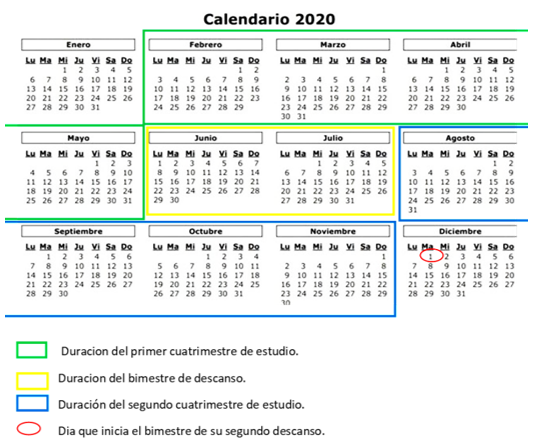 Calendario 2020
Enero
Lu Ma Mi Ju Vi Sa Do
1 2 3 4 5
6 7 8 9 10 11 12
13 14 15 16 17 18 19
20 21 22 23 24 25 26
27 28 29 30 31
Febrero
Lu Ma Mi Ju Vi Sa Do
1 2
3 4 5 6 7 8 9
10 11 12 13 14 15 16
17 18 19 20 21 22 23
24 25 26 27 28 29
Marzo
Lu Ma Mi Ju Vi Sa Do
1
2 3 4 5 6 7 8
9 10 11 12 13 14 15
16 17 18 19 20 21 22
23 24 25 26 27 28 29
30 31
Abril
Lu Ma Mi Ju Vi Sa Do
1 2 3 4 5
6 7 8 9 10 11 12
13 14 15 16 17 18 19
20 21 22 23 24 25 26
27 28 29 30
Mayo
Lu Ma Mi Ju Vi Sa Do
1 2 3
4 5 6 7 8 9 10
11 12 13 14 15 16 17
18 19 20 21 22 23 24
25 26 27 28 29 30 31
Junio
Lu Ma Mi Ju Vi Sa Do
1 2 3 4 5 6 7
8 9 10 11 12 13 14
15 16 17 18 19 20 21
22 23 24 25 26 27 28
29 30
Julio
Lu Ma Mi Ju Vi Sa Do
1 2 3 4 5
6 7 8 9 10 11 12
13 14 15 16 17 18 19
20 21 22 23 24 25 26
27 28 29 30 31
Agosto
Lu Ma Mi Ju Vi Sa Do
1 2
3 4 5 6 7 8 9
10 11 12 13 14 15 16
17 18 19 20 21 22 23
24 25 26 27 28 29 30
31
Septiembre
Lu Ma Mi Ju Vi Sa Do
1 2 3 4 5 6
7 8 9 10 11 12 13
14 15 16 17 18 19 20
21 22 23 24 25 26 27
28 29 30
Octubre
Lu Ma Mi Ju Vi Sa Do
1 2 3 4
5 6 7 8 9 10 11
12 13 14 15 16 17 18
19 20 21 22 23 24 25
26 27 28 29 30 31
Noviembre
Lu Ma Mi Ju Vi Sa Do
1
2 3 4 5 6 7 8
9 10 11 12 13 14 15
16 17 18 19 20 21 22
23 24 25 26 27 28 29
30
Diciembre
Lu Ma Mi Ju Vi Sa Do
1 2 3 4 5 6
7 8 9 10 11 12 13
14 15 16 17 18 19 20
21 22 23 24 25 26 27
28 29 30 31
Duracion del primer cuatrimestre de estudio.
Duracion del bimestre de descanso.
Duración del segundo cuatrimestre de estudio.
Dia que inicia el bimestre de su segundo descanso.